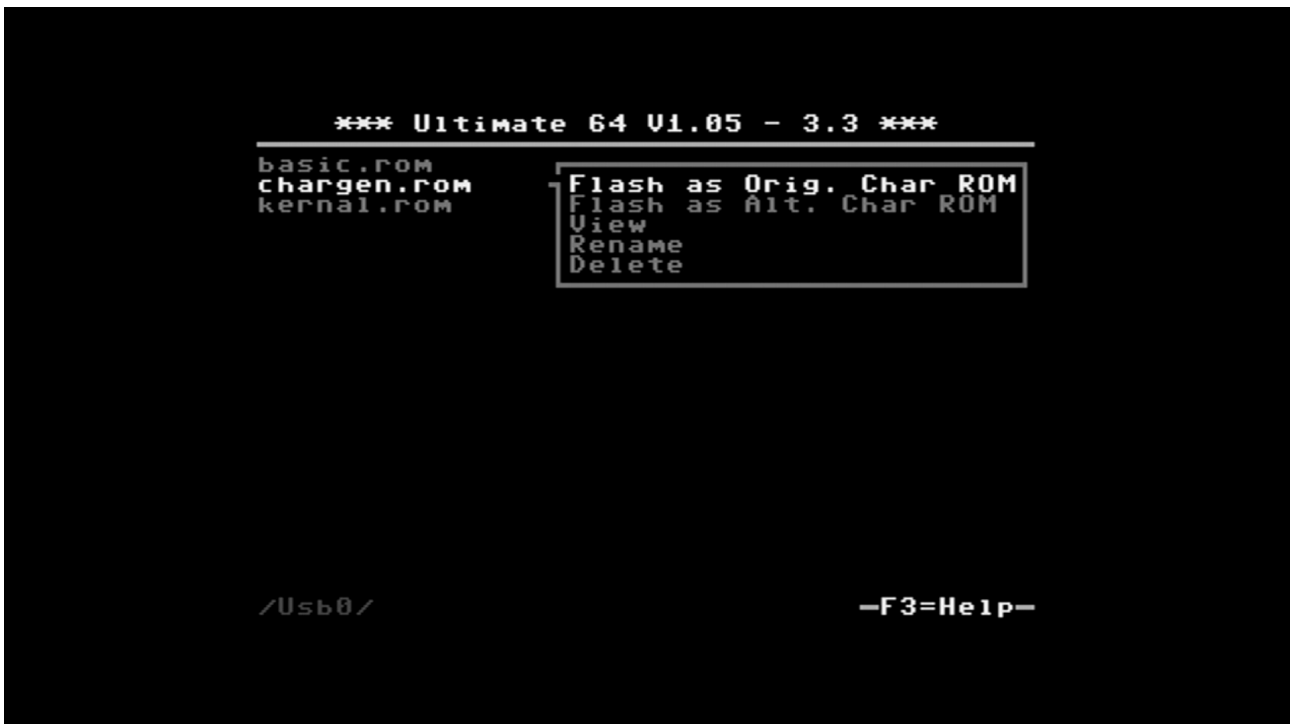 *** Ultimate 64 V1.05 - 3.3 ***
basic.rom
chargen.rom
kernal.rom
Flash as Orig. Char ROM
Flash as Alt. Char ROM
View
Rename
Delete
/Usb0/
-F3=Help-